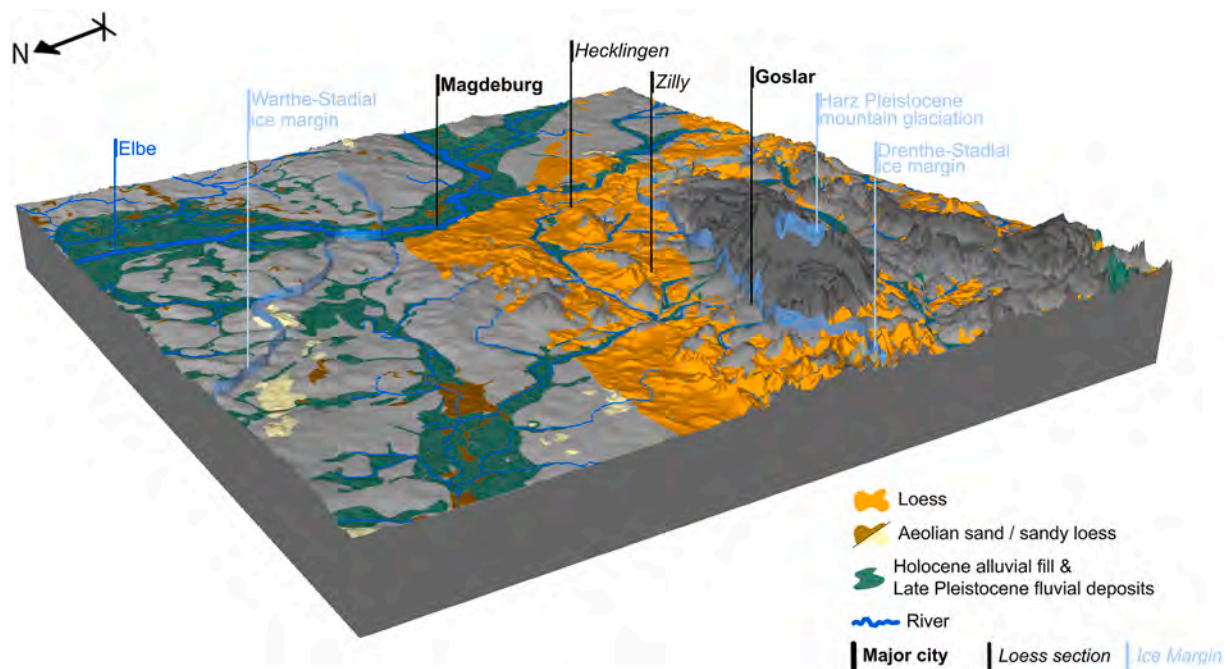 N
Hecklingen
Magdeburg
Zilly
Goslar
Warthe-Stadial
ice margin
Harz Pleistocene
mountain glaciation
Elbe
Drenthe-Stadial
ice margin
Loess
Aeolian sand / sandy loess
Holocene alluvial fill &
Late Pleistocene fluvial deposits
River
Major city
Loess section
Ice Margin